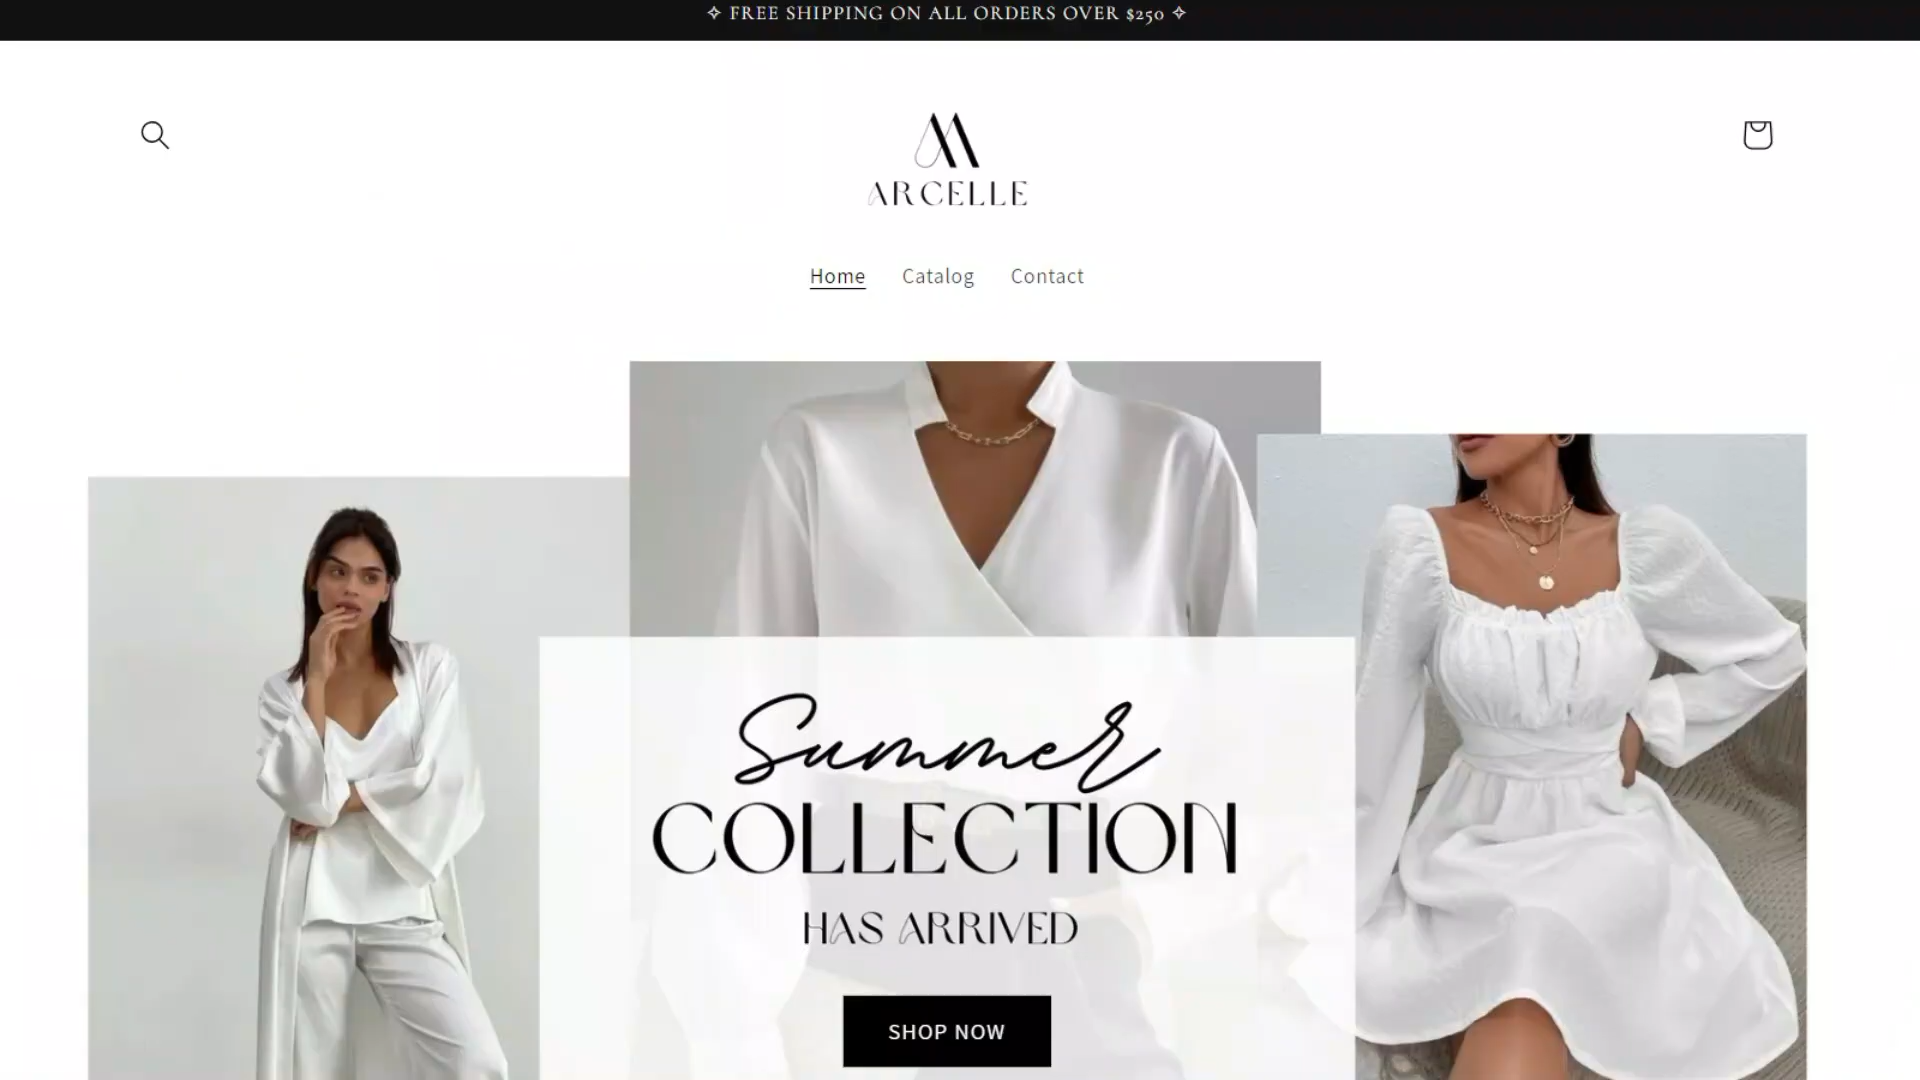 ✧ FREE SHIPPING ON ALL ORDERS OVER $250 ✧
ARCELLE
Home Catalog Contact
Summer
COLLECTION
HAS ARRIVED
SHOP NOW